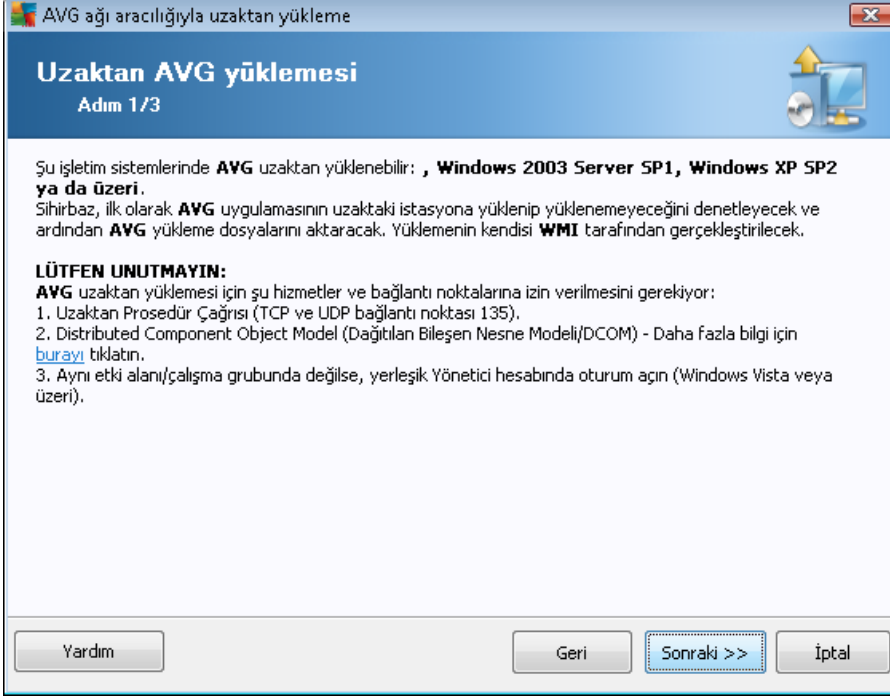 AVG ağı aracılığıyla uzaktan yükleme
Uzaktan AVG yüklemesi
Adım 1/3
Şu işletim sistemlerinde AVG uzaktan yüklenebilir: , Windows 2003 Server SP1, Windows XP SP2
ya da üzeri.
Sihirbaz, ilk olarak AVG uygulamasının uzaktaki istasyona yüklenip yüklenemeyeceğini denetleyecek ve
ardından AVG yükleme dosyalarını aktaracak. Yüklemenin kendisi WMI tarafından gerçekleştirilecek.
LÜTFEN UNUTMAYIN:
AVG uzaktan yüklemesi için şu hizmetler ve bağlantı noktalarına izin verilmesini gerekiyor:
1. Uzaktan Prosedür Çağrısı (TCP ve UDP bağlantı noktası 135).
2. Distributed Component Object Model (Dağıtılan Bileşen Nesne Modeli/DCOM) - Daha fazla bilgi için
burayı tıklatın.
3. Aynı etki alanı/çalışma grubunda değilse, yerleşik Yönetici hesabında oturum açın (Windows Vista veya
üzeri).
Yardım
Geri
Sonraki >>
İptal